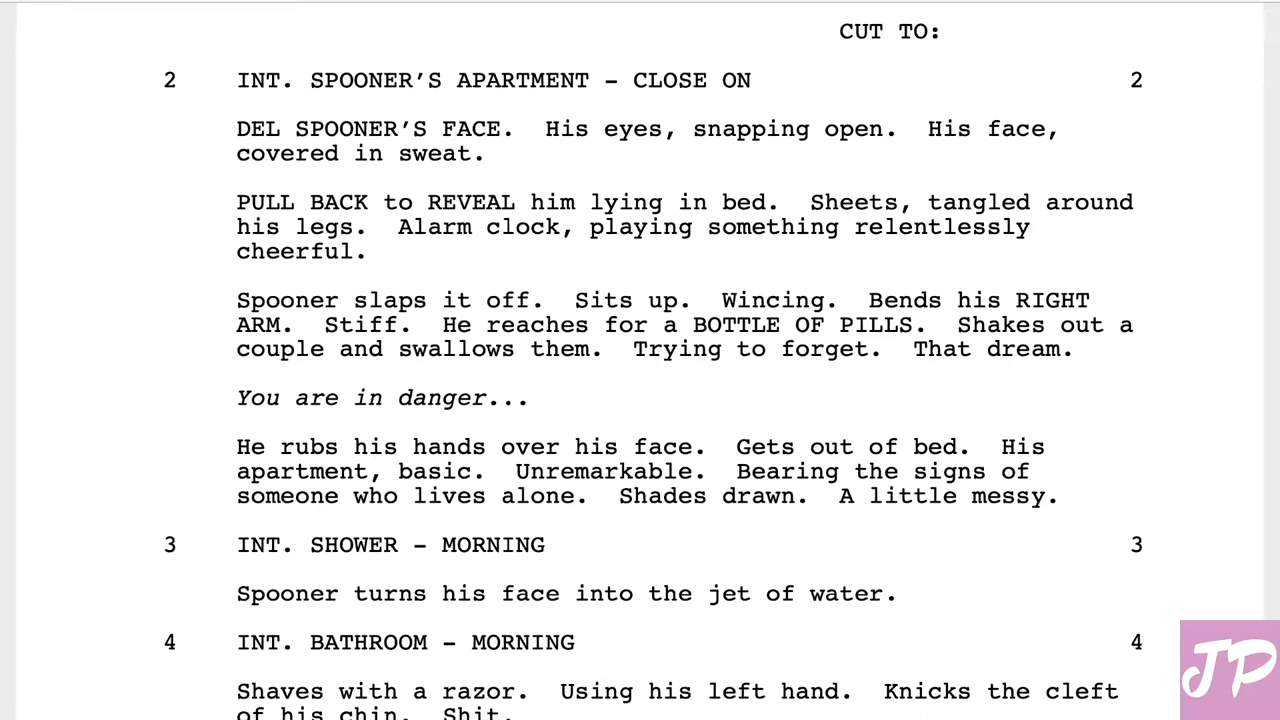 CUT TO:
2 INT. SPOONER'S APARTMENT – CLOSE ON 2
DEL SPOONER'S FACE. His eyes, snapping open. His face,
covered in sweat.
PULL BACK to REVEAL him lying in bed. Sheets, tangled around
his legs. Alarm clock, playing something relentlessly
cheerful.
Spooner slaps it off. Sits up. Wincing. Bends his RIGHT
ARM. Stiff. He reaches for a BOTTLE OF PILLS. Shakes out a
couple and swallows them. Trying to forget. That dream.
You are in danger...
He rubs his hands over his face. Gets out of bed. His
apartment, basic. Unremarkable. Bearing the signs of
someone who lives alone. Shades drawn. A little messy.
3 INT. SHOWER – MORNING 3
Spooner turns his face into the jet of water.
4 INT. BATHROOM – MORNING 4
Shaves with a razor. Using his left hand. Knicks the cleft
of his chin. Shit.
JP